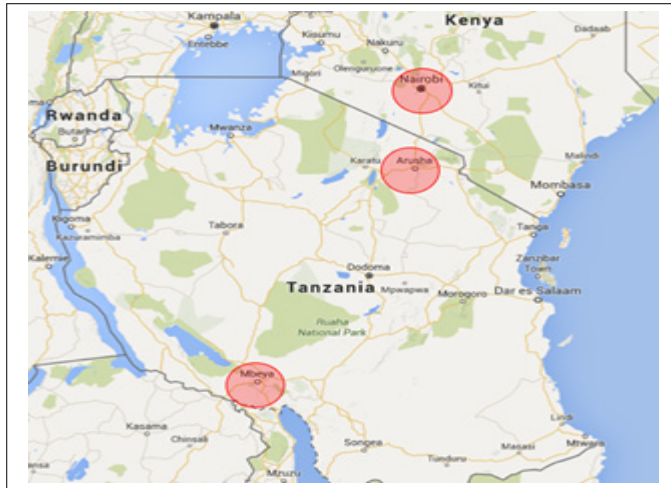 Kampala
Kenya
Entebbe
Kisumu
Nakuru
Dadaab
Olenguruone
Migori
Nairobi
Kitui
Rwanda
Butare
Mwanza
Burundi
Karatu
Arusha
Malindi
Mombasa
Kigoma
Kazuramimba
Tabora
Tanga
Kalemie
Dodoma
Zanzibar
Town
Tanzania
Mpwapwa
Morogoro
Dar es Salaam
Ruaha
National Park
Mbeya
Kasama
Chinsali
Lindi
Songea
Masasi
Mtwara
Tunduru
Mzuzu